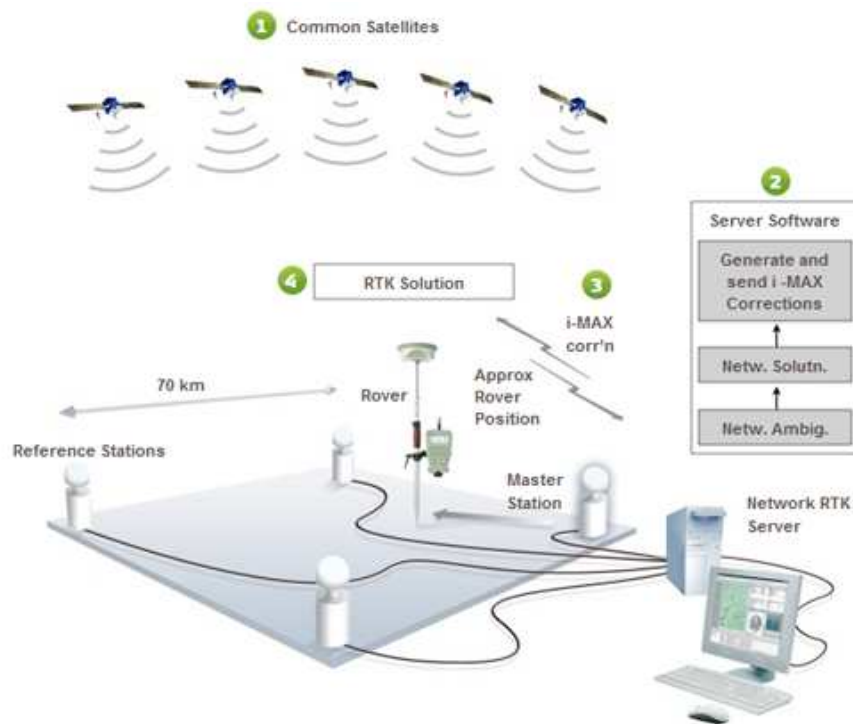 1 Common Satellites
2
Server Software
Generate and
send i -MAX
Corrections
Netw. Solutn.
Netw. Ambig.
4 RTK Solution
3
i-MAX
corr'n
Approx
Rover
Position
70 km
Rover
Reference Stations
Master
Station
Network RTK
Server